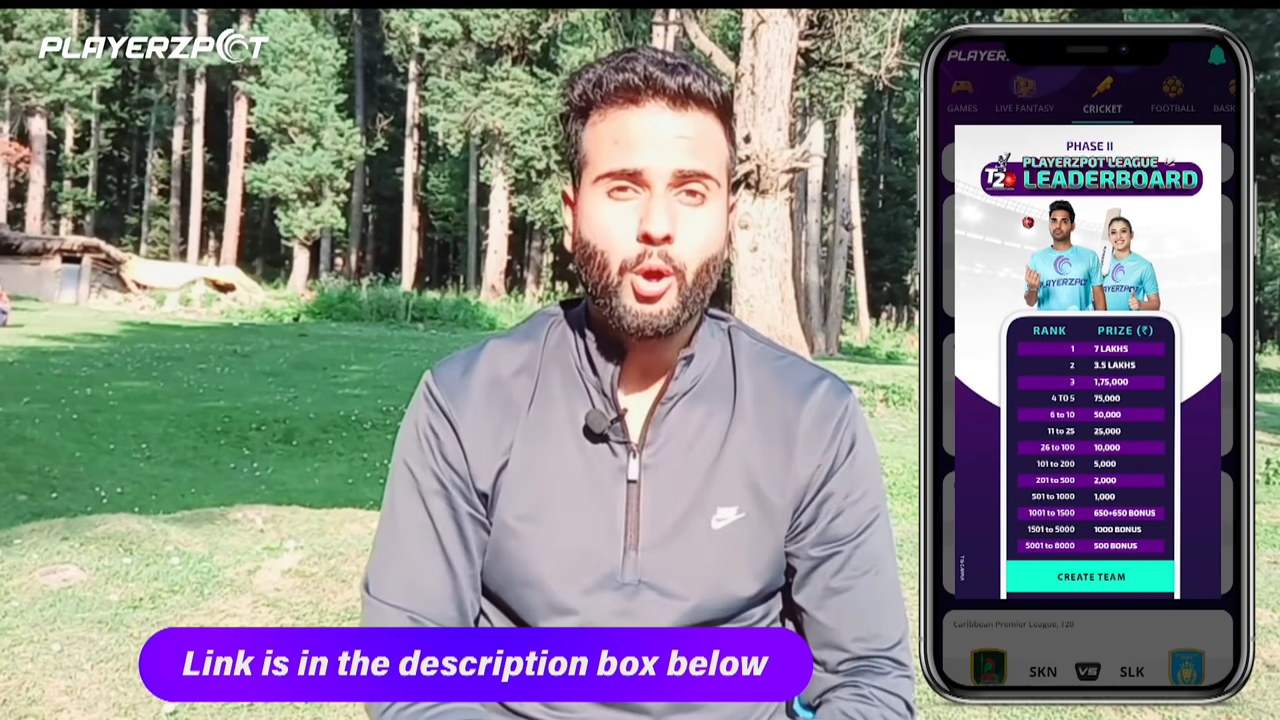 PLAYERZPOT
PLAYER
GAMES
LIVE FANTASY
CRICKET
FOOTBALL
BASK
PHASE II
T20
PLAYERZPOT LEAGUE
LEADERBOARD
PLAYERZPOT
RANK PRIZE (₹)
1 7 LAKHS
2 3.5 LAKHS
3 1,75,000
4 TO 5 75,000
6 to 10 50,000
11 to 25 25,000
26 to 100 10,000
101 to 200 5,000
201 to 500 2,000
501 to 1000 1,000
1001 to 1500 650+650 BONUS
1501 to 5000 1000 BONUS
5001 to 8000 500 BONUS
CREATE TEAM
Caribbean Premier League, T20
SKN VS SLK
Link is in the description box below